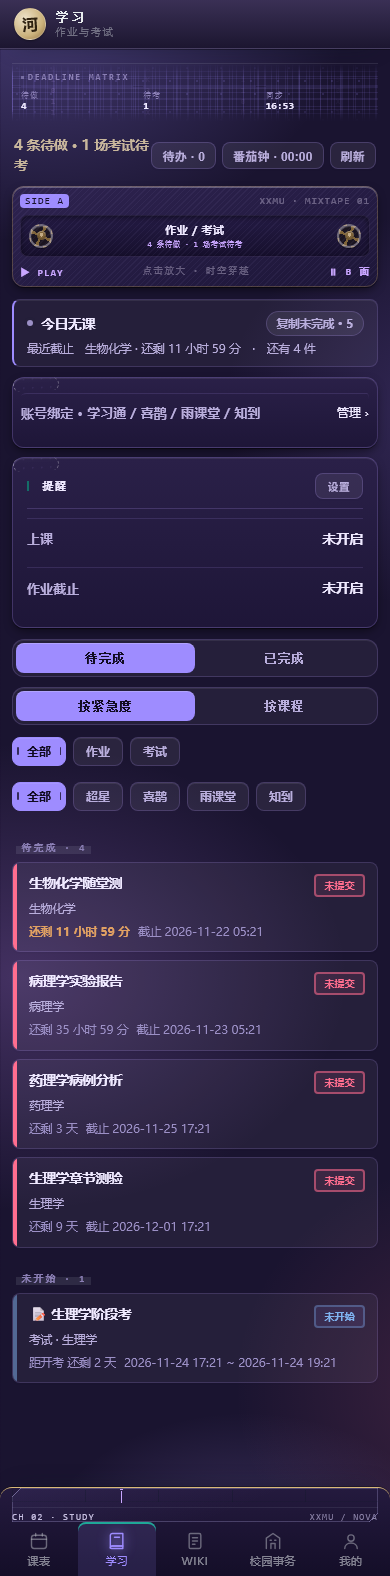 河
学习
作业与考试
DEADLINE MATRIX
待做 待考 同步
4 1 16:53
4 条待做 • 1 场考试待考
待办 · 0
番茄钟 · 00:00
刷新
SIDE A
XXMU • MIXTAPE 01
作业 / 考试
4 条待做 · 1 场考试待考
▶ PLAY
点击放大 · 时空穿越
⏸ B 面
今日无课
复制未完成 • 5
最近截止 生物化学 · 还剩 11 小时 59 分 · 还有 4 件
账号绑定 • 学习通 / 喜鹊 / 雨课堂 / 知到
管理 ›
提醒
设置
上课
未开启
作业截止
未开启
待完成
已完成
按紧急度
按课程
全部
作业
考试
全部
超星
喜鹊
雨课堂
知到
待完成 · 4
生物化学随堂测
未提交
生物化学
还剩 11 小时 59 分 截止 2026-11-22 05:21
病理学实验报告
未提交
病理学
还剩 35 小时 59 分 截止 2026-11-23 05:21
药理学病例分析
未提交
药理学
还剩 3 天 截止 2026-11-25 17:21
生理学章节测验
未提交
生理学
还剩 9 天 截止 2026-12-01 17:21
未开始 · 1
📝 生理学阶段考
未开始
考试 · 生理学
距开考 还剩 2 天 2026-11-24 17:21 ~ 2026-11-24 19:21
CH 02 · STUDY
XXMU / NOVA
课表
学习
WIKI
校园事务
我的